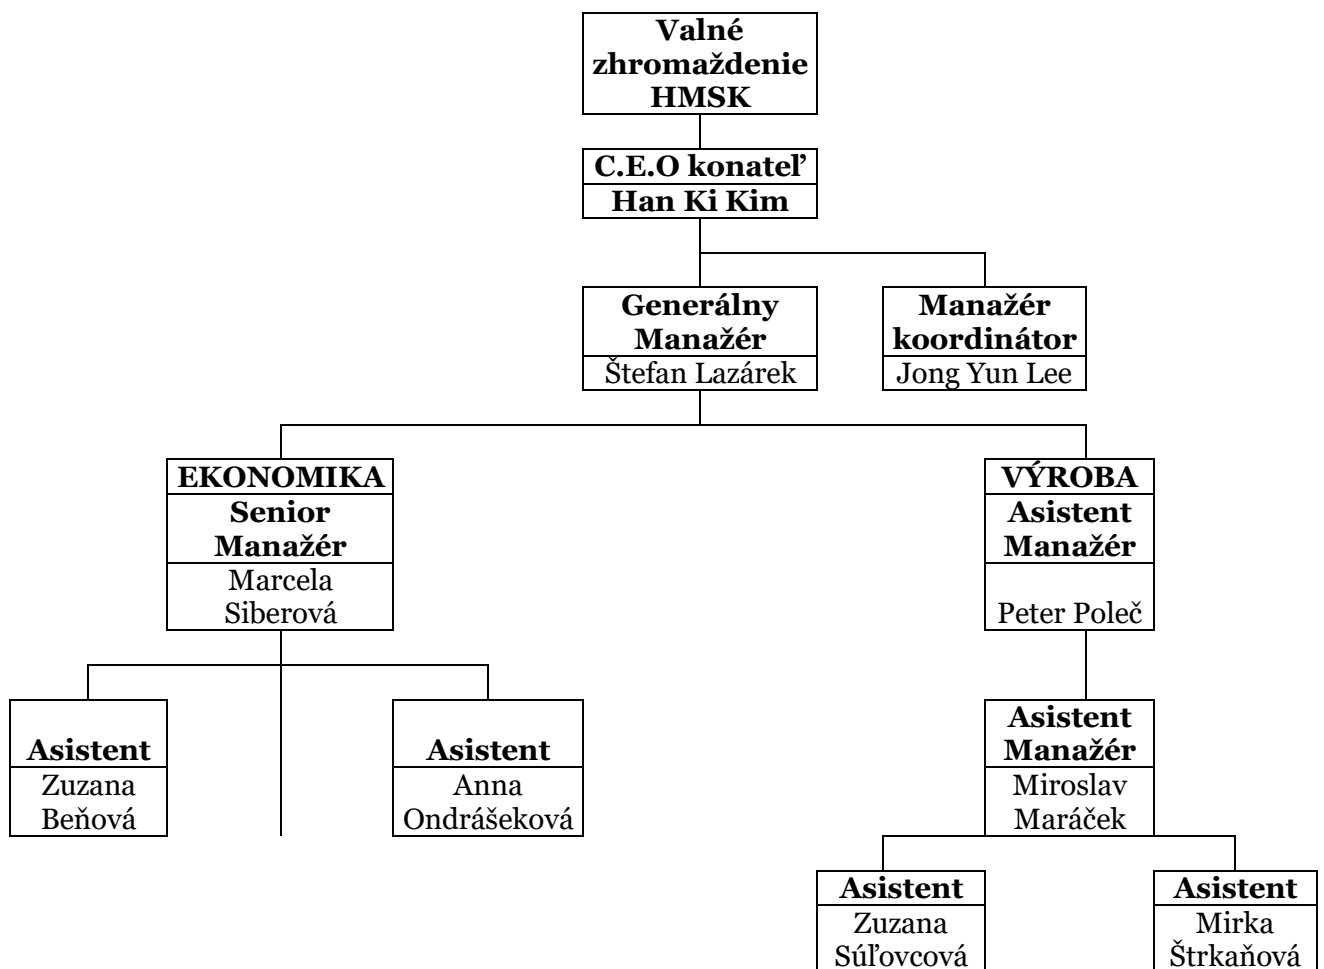 Valné
zhromaždenie
HMSK
C.E.O konateľ
Han Ki Kim
Generálny
Manažér
Štefan Lazárek
Manažér
koordinátor
Jong Yun Lee
EKONOMIKA
Senior
Manažér
Marcela
Siberová
VÝROBA
Asistent
Manažér
Peter Poleč
Asistent
Zuzana
Beňová
Asistent
Anna
Ondrášeková
Asistent
Manažér
Miroslav
Maráček
Asistent
Zuzana
Súľovcová
Asistent
Mirka
Štrkaňová